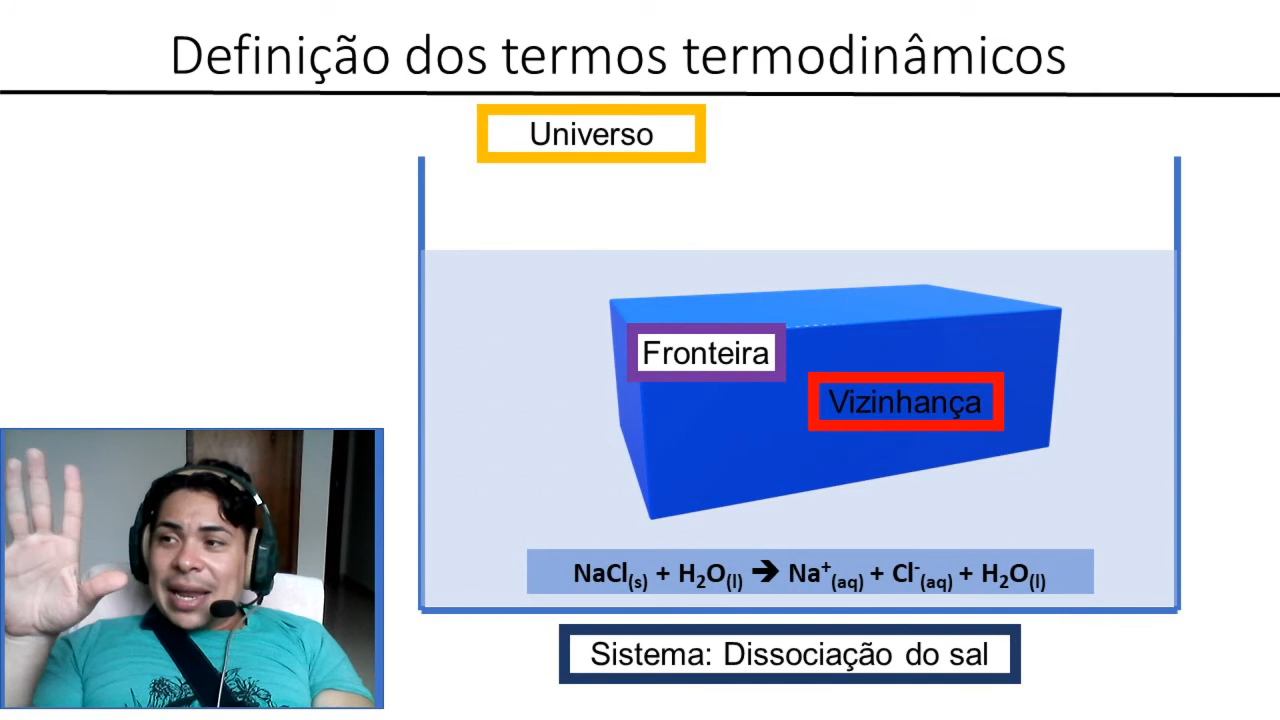 Definição dos termos termodinâmicos
Universo
Fronteira
Vizinhança
NaCl(s) + H2O(l) → Na+(aq) + Cl-(aq) + H2O(l)
Sistema: Dissociação do sal